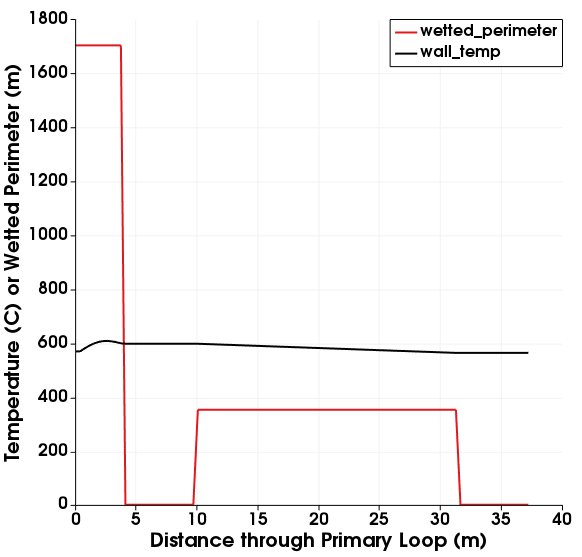 wetted_perimeter
wall_temp
Temperature (C) or Wetted Perimeter (m)
1800
1600
1400
1200
1000
800
600
400
200
0
0 5 10 15 20 25 30 35 40
Distance through Primary Loop (m)